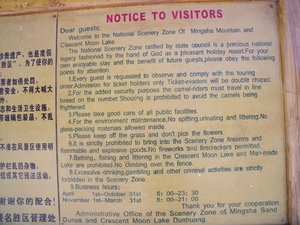 NOTICE TO VISITORS
Dear guests:
Welcome to the National Scenery Zone Of Mingsha Mountain and
Crescent Moon Lake.
The National Scenery Zone ratified by state council is a precious national
legacy fashioned by the hand of God as a pleasant holiday resort.For your
own enjoyable stay and the benefit of future guests,please obey the following
points for attention.
1.Every guest is requested to observe and comply with the touring
order.Admission for ticket holders only. Ticket-evaders will be double charged.
2.For the added security purpose the camel-riders must travel in line
based on the number.Shoving is prohibited to avoid the camels being
frightened.
3.Please take good care of all public facilities.
4.For the environment maintenance,No spitting,urinating and littering.No
glass-packing materials allowed inside.
5.Please keep off the grass and don't pick the flowers.
6.It is strictly prohibited to bring into the Scenery Zone firearms
flammable and explosive goods.No fireworks and firecrackers permitted.
7.Bathing, fishing and littering in the Crescent Moon Lake and Man-made
Lake are prohibited.No climbing over the fence.
8.Excessive drinking,gambling and other criminal activities are strictly
forbidden in the Scenery Zone.
9.Business hours:
April 1st—October 31st 5: 00—23: 30
November 1st—March 31st 6: 00—21: 00
Thank you for your cooperation.
Administrative Office of the Scenery Zone of Mingsha Sand
Dunes and Crescent Moon Lake Dunhuang.